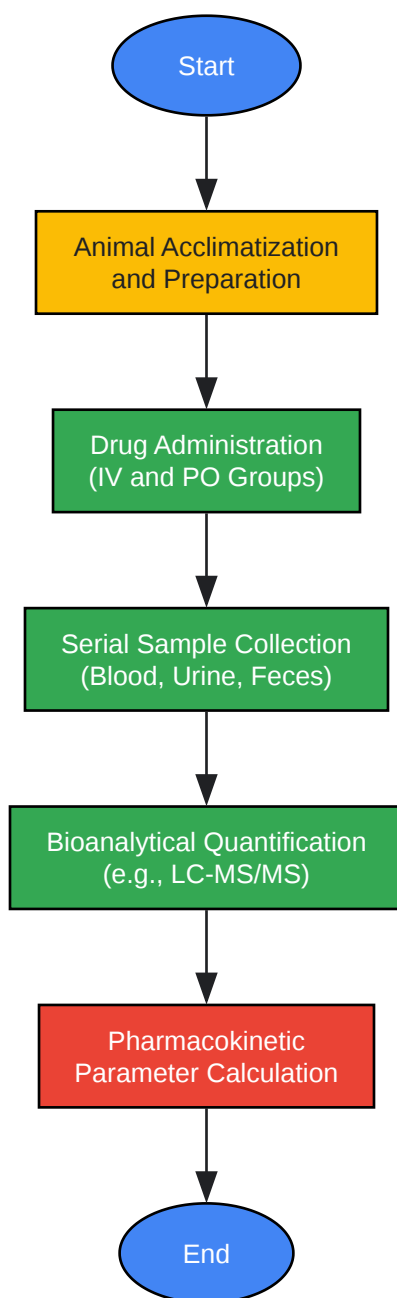 Start
Animal Acclimatization
and Preparation
Drug Administration
(IV and PO Groups)
Serial Sample Collection
(Blood, Urine, Feces)
Bioanalytical Quantification
(e.g., LC-MS/MS)
Pharmacokinetic
Parameter Calculation
End